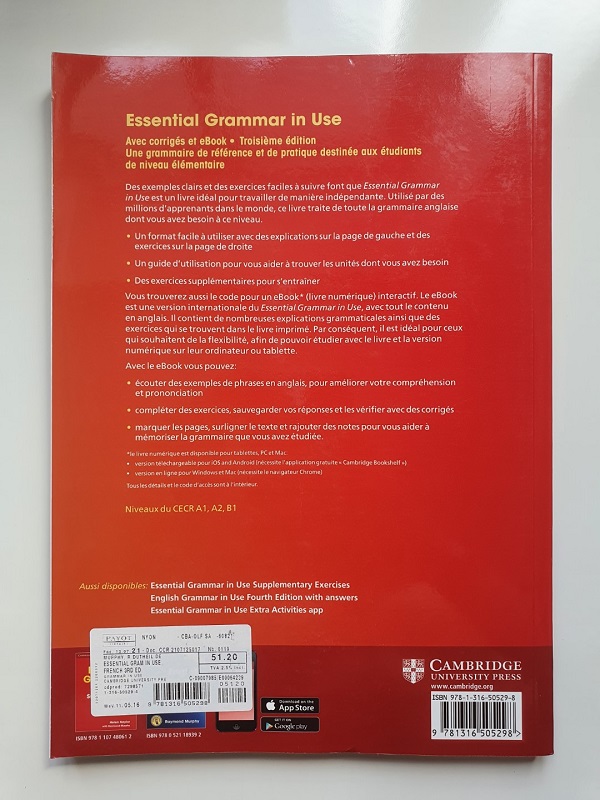 Essential Grammar in Use
Avec corrigés et eBook • Troisième édition
Une grammaire de référence et de pratique destinée aux étudiants
de niveau élémentaire
Des exemples clairs et des exercices faciles à suivre font que Essential Grammar
in Use est un livre idéal pour travailler de manière indépendante. Utilisé par des
millions d'apprenants dans le monde, ce livre traite de toute la grammaire anglaise
dont vous avez besoin à ce niveau.
• Un format facile à utiliser avec des explications sur la page de gauche et des
exercices sur la page de droite
• Un guide d'utilisation pour vous aider à trouver les unités dont vous avez besoin
• Des exercices supplémentaires pour s'entraîner
Vous trouverez aussi le code pour un eBook* (livre numérique) interactif. Le eBook
est une version internationale du Essential Grammar in Use, avec tout le contenu
en anglais. Il contient de nombreuses explications grammaticales ainsi que des
exercices qui se trouvent dans le livre imprimé. Par conséquent, il est idéal pour ceux
qui souhaitent de la flexibilité, afin de pouvoir étudier avec le livre et la version
numérique sur leur ordinateur ou tablette.
Avec le eBook vous pouvez:
• écouter des exemples de phrases en anglais, pour améliorer votre compréhension
et prononciation
• compléter des exercices, sauvegarder vos réponses et les vérifier avec des corrigés
• marquer les pages, surligner le texte et rajouter des notes pour vous aider à
mémoriser la grammaire que vous avez étudiée.
*le livre numérique est disponible pour tablettes, PC et Mac:
• version téléchargeable pour iOS and Android (nécessite l'application gratuite « Cambridge Bookshelf »)
• version en ligne pour Windows et Mac (nécessite le navigateur Chrome)
Tous les détails et le code d'accès sont à l'intérieur.
Niveaux du CECR A1, A2, B1
Aussi disponibles: Essential Grammar in Use Supplementary Exercises
English Grammar in Use Fourth Edition with answers
Essential Grammar in Use Extra Activities app
PAYOT NYON CBA-OLF SA
51.20
MURPHY, R
ESSENTIAL GRAM IN USE
FRENCH 3RD ED
GRAMMAR IN USE
CAMBRIDGE UNIVERSITY PRE
05120
1-316-50529-8
9 781316 505298
Raymond Murphy
ISBN 978 1 107 48061 2
ISBN 978 0 521 18939 2
Download on the
App Store
GET IT ON
Google play
CAMBRIDGE
UNIVERSITY PRESS
www.cambridge.org
ISBN 978-1-316-50529-8
9 781316 505298